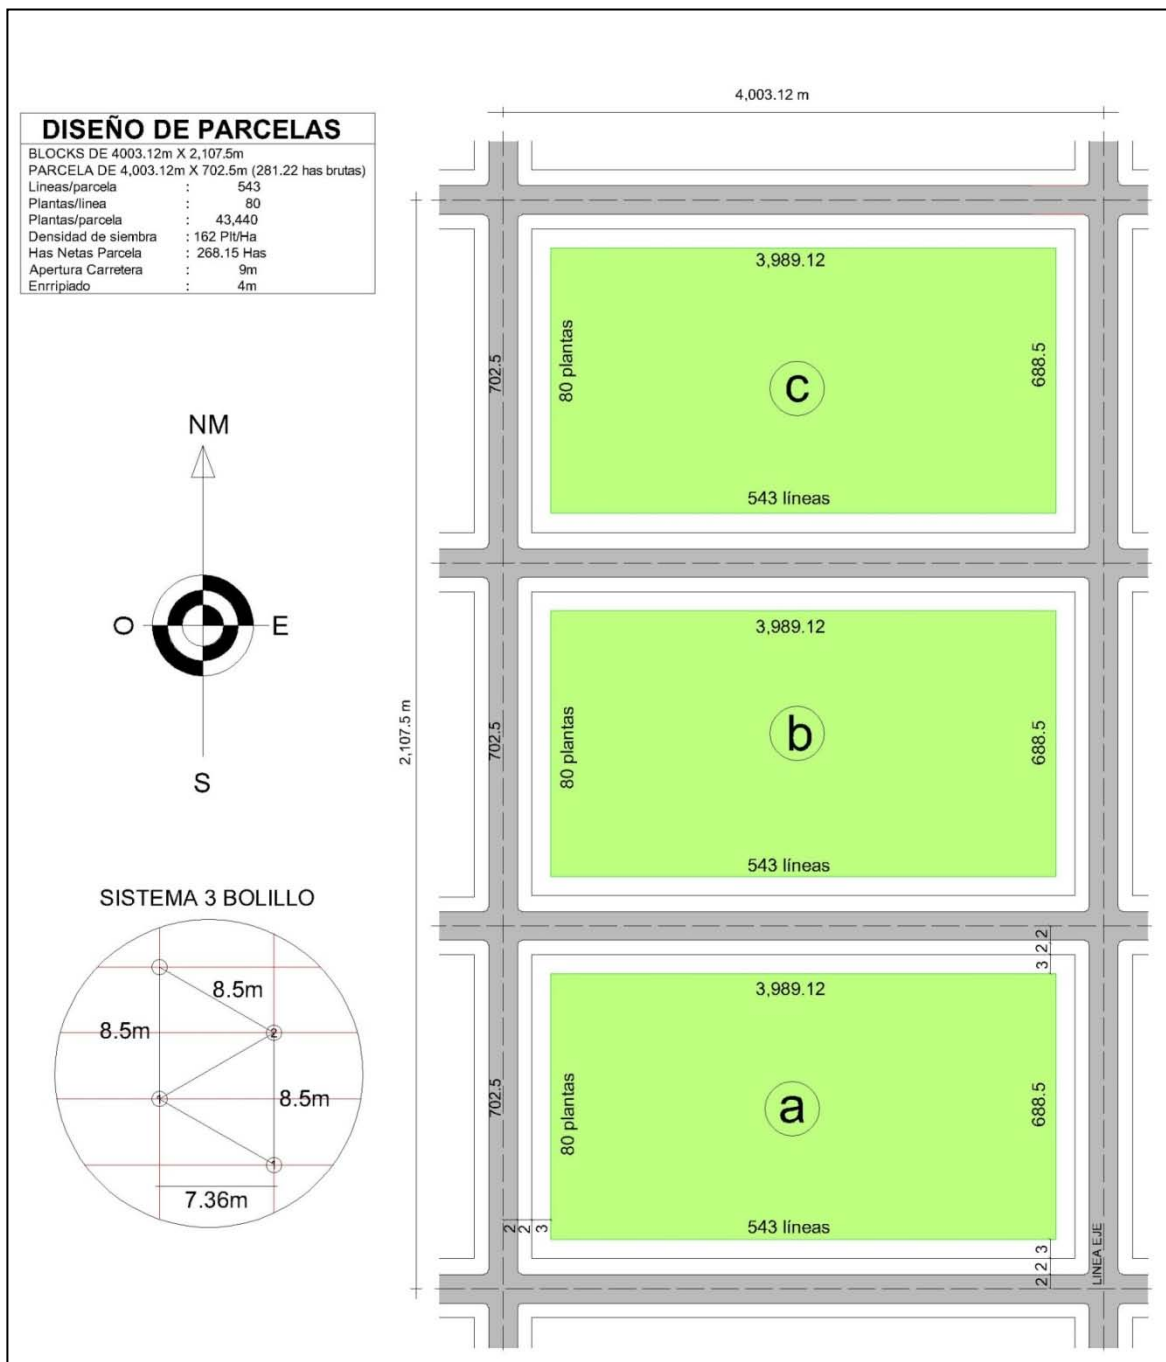 DISEÑO DE PARCELAS
BLOCKS DE 4003.12m X 2,107.5m
PARCELA DE 4,003.12m X 702.5m (281.22 has brutas)
Lineas/parcela : 543
Plantas/linea : 80
Plantas/parcela : 43,440
Densidad de siembra : 162 Plt/Ha
Has Netas Parcela : 268.15 Has
Apertura Carretera : 9m
Enrripiado : 4m
4,003.12 m
3,989.12
702.5
80 plantas
c
688.5
543 líneas
NM
O
E
S
2,107.5 m
3,989.12
702.5
80 plantas
b
688.5
543 líneas
SISTEMA 3 BOLILLO
8.5m
8.5m
2
1
8.5m
1
7.36m
2
2
3
3,989.12
702.5
80 plantas
a
688.5
543 líneas
2 2 3
3
2
2
LINEA EJE